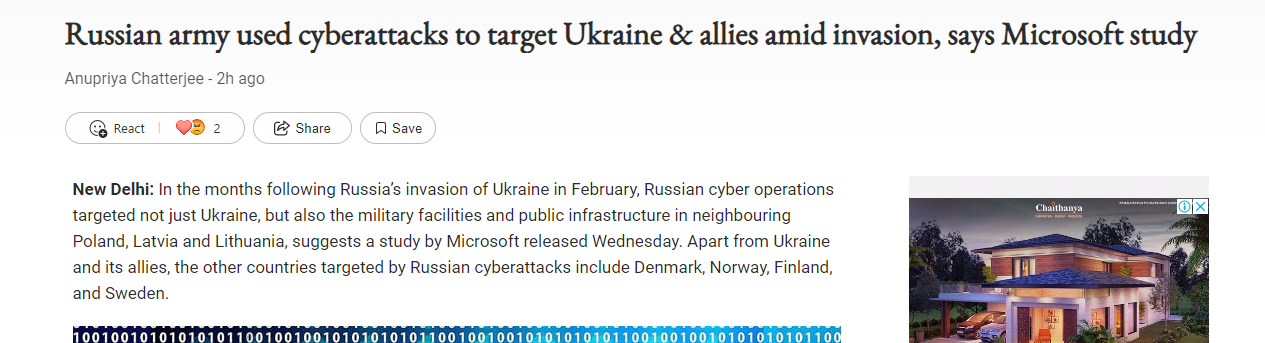 Russian army used cyberattacks to target Ukraine & allies amid invasion, says Microsoft study
Anupriya Chatterjee - 2h ago
React 2 Share Save
New Delhi: In the months following Russia’s invasion of Ukraine in February, Russian cyber operations
targeted not just Ukraine, but also the military facilities and public infrastructure in neighbouring
Poland, Latvia and Lithuania, suggests a study by Microsoft released Wednesday. Apart from Ukraine
and its allies, the other countries targeted by Russian cyberattacks include Denmark, Norway, Finland,
and Sweden.
Chaithanya